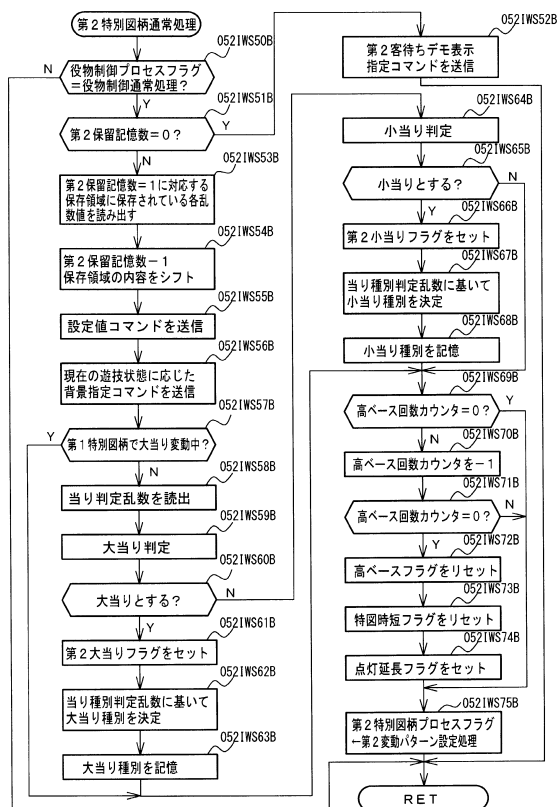 第2特別図柄通常処理
052IWS50B
役物制御プロセスフラグ
=役物制御通常処理?
N
Y
052IWS51B
第2保留記憶数=0?
Y
N
052IWS53B
第2保留記憶数=1に対応する
保存領域に保存されている各乱
数値を読み出す
052IWS54B
第2保留記憶数-1
保存領域の内容をシフト
052IWS55B
設定値コマンドを送信
052IWS56B
現在の遊技状態に応じた
背景指定コマンドを送信
052IWS57B
第1特別図柄で大当り変動中?
Y
N
052IWS58B
当り判定乱数を読出
052IWS59B
大当り判定
052IWS60B
大当りとする?
N
Y
052IWS61B
第2大当りフラグをセット
052IWS62B
当り種別判定乱数に基いて
大当り種別を決定
052IWS63B
大当り種別を記憶
052IWS52B
第2客待ちデモ表示
指定コマンドを送信
052IWS64B
小当り判定
052IWS65B
小当りとする?
N
Y
052IWS66B
第2小当りフラグをセット
052IWS67B
当り種別判定乱数に基いて
小当り種別を決定
052IWS68B
小当り種別を記憶
052IWS69B
高ベース回数カウンタ=0?
Y
N
052IWS70B
高ベース回数カウンタを-1
052IWS71B
高ベース回数カウンタ=0?
N
Y
052IWS72B
高ベースフラグをリセット
052IWS73B
特図時短フラグをリセット
052IWS74B
点灯延長フラグをセット
052IWS75B
第2特別図柄プロセスフラグ
←第2変動パターン設定処理
RET